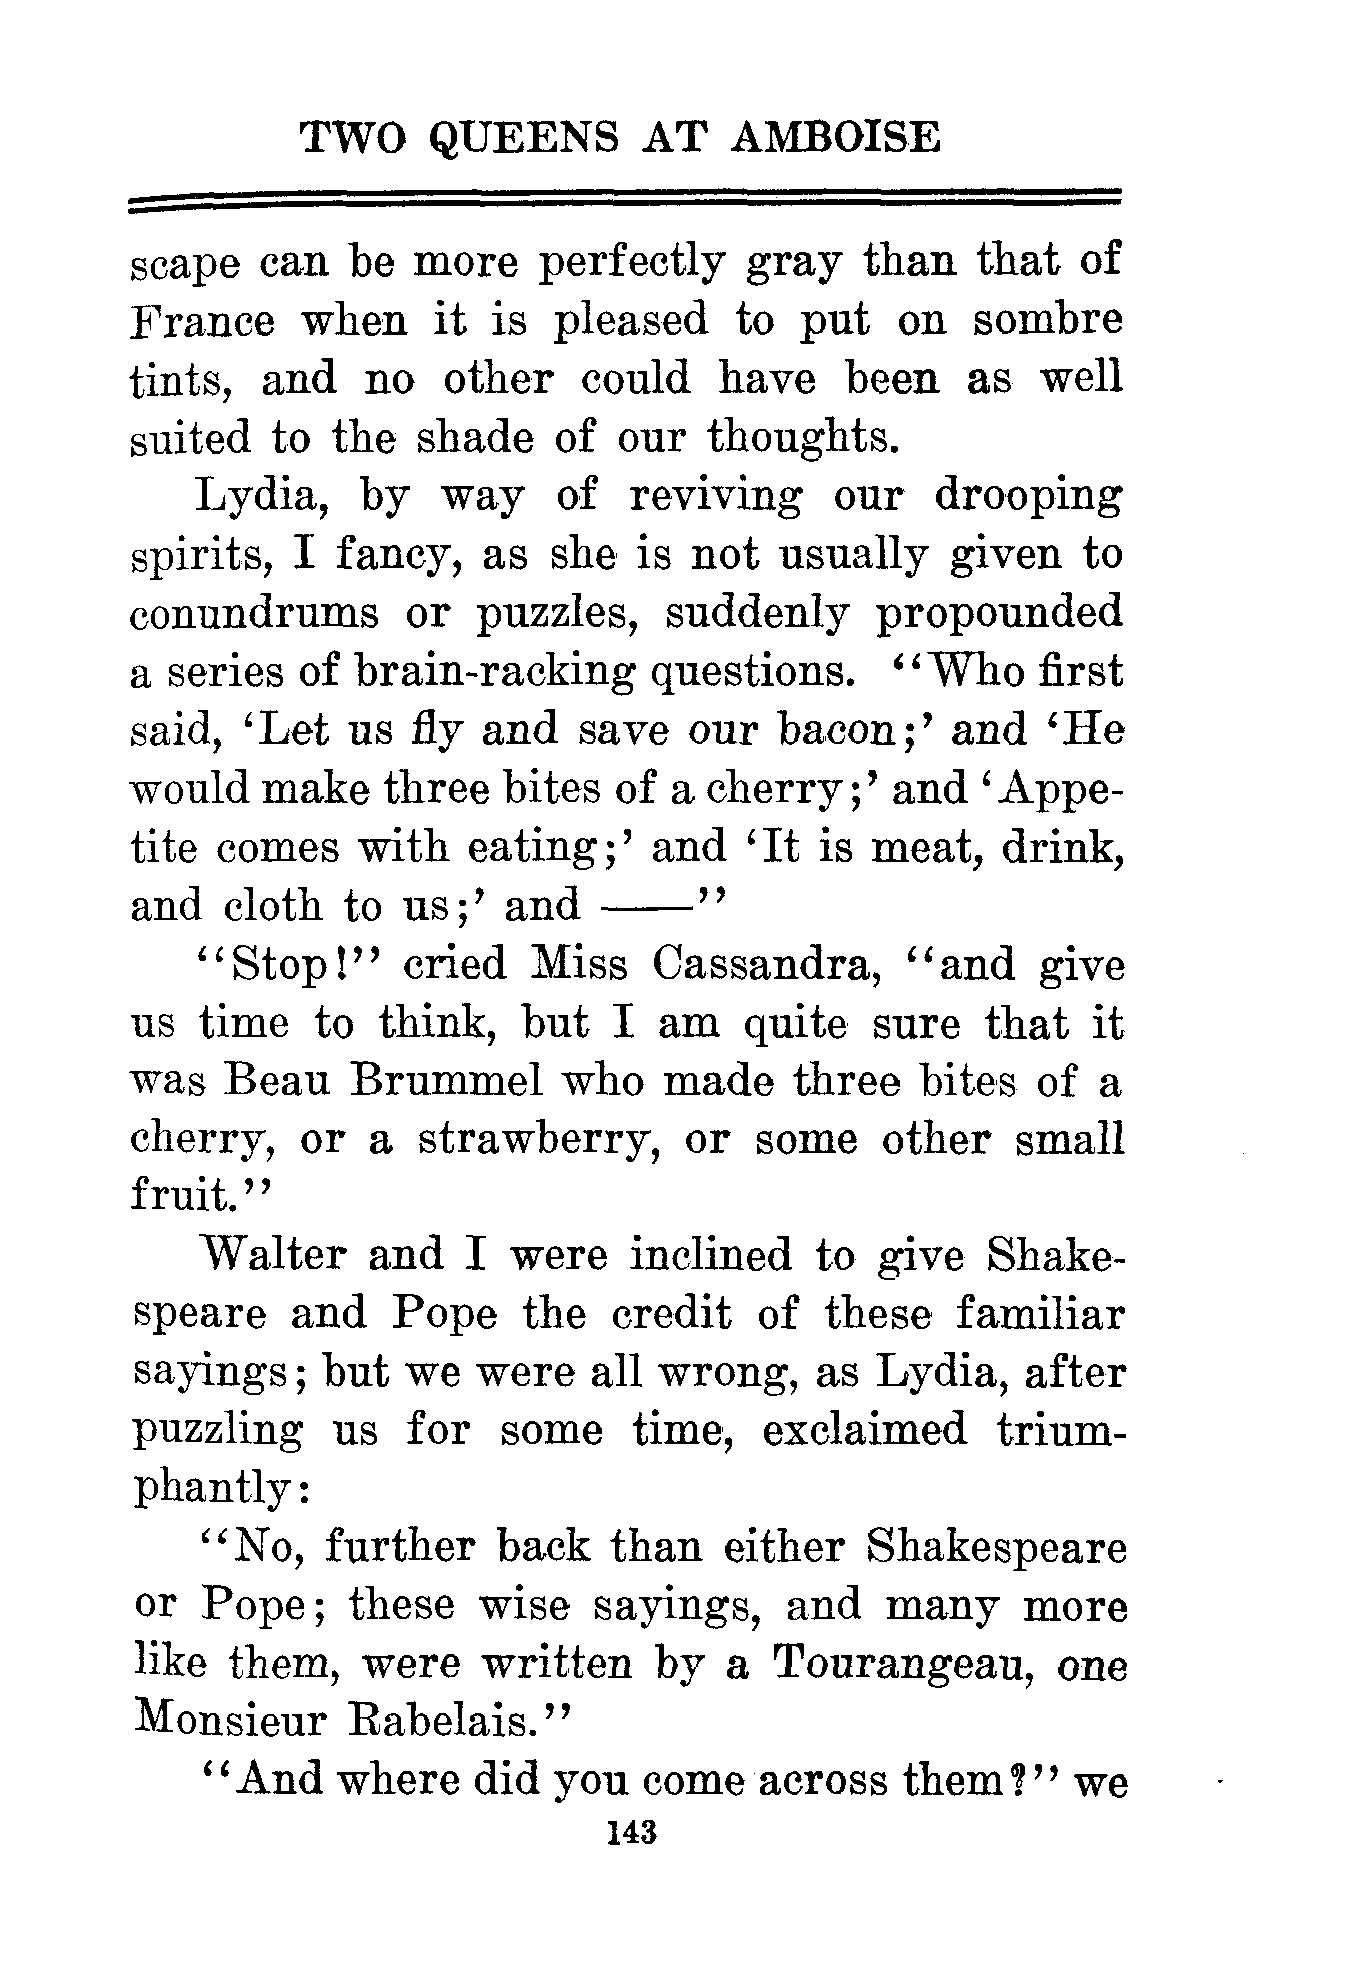 TWO QUEENS AT AMBOISE
scape can be more perfectly gray than that of
France when it is pleased to put on sombre
tints, and no other could have been as well
suited to the shade of our thoughts.
Lydia, by way of reviving our drooping
spirits, I fancy, as she is not usually given to
conundrums or puzzles, suddenly propounded
a series of brain-racking questions. “Who first
said, ‘Let us fly and save our bacon;’ and ‘He
would make three bites of a cherry;’ and ‘Appe-
tite comes with eating;’ and ‘It is meat, drink,
and cloth to us;’ and ——”
“Stop!” cried Miss Cassandra, “and give
us time to think, but I am quite sure that it
was Beau Brummel who made three bites of a
cherry, or a strawberry, or some other small
fruit.”
Walter and I were inclined to give Shake-
speare and Pope the credit of these familiar
sayings; but we were all wrong, as Lydia, after
puzzling us for some time, exclaimed trium-
phantly:
“No, further back than either Shakespeare
or Pope; these wise sayings, and many more
like them, were written by a Tourangeau, one
Monsieur Rabelais.”
“And where did you come across them?” we
143